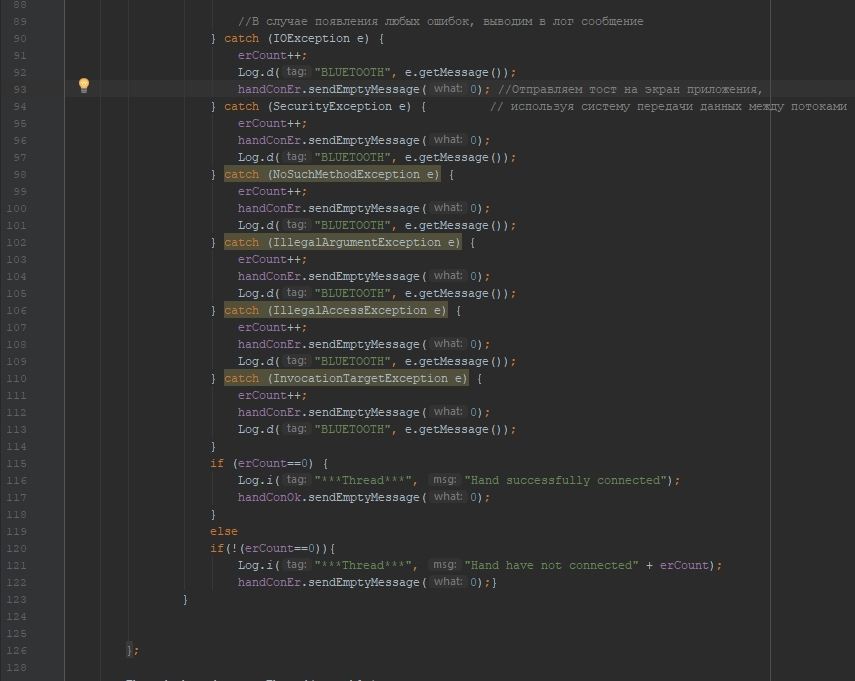 88
89 //В случае появления любых ошибок, выводим в лог сообщение
90 } catch (IOException e) {
91 erCount++;
92 Log.d( tag: "BLUETOOTH", e.getMessage());
93 handConEr.sendEmptyMessage( what: 0); //Отправляем тост на экран приложения,
94 } catch (SecurityException e) { // используя систему передачи данных между потоками
95 erCount++;
96 handConEr.sendEmptyMessage( what: 0);
97 Log.d( tag: "BLUETOOTH", e.getMessage());
98 } catch (NoSuchMethodException e) {
99 erCount++;
100 handConEr.sendEmptyMessage( what: 0);
101 Log.d( tag: "BLUETOOTH", e.getMessage());
102 } catch (IllegalArgumentException e) {
103 erCount++;
104 handConEr.sendEmptyMessage( what: 0);
105 Log.d( tag: "BLUETOOTH", e.getMessage());
106 } catch (IllegalAccessException e) {
107 erCount++;
108 handConEr.sendEmptyMessage( what: 0);
109 Log.d( tag: "BLUETOOTH", e.getMessage());
110 } catch (InvocationTargetException e) {
111 erCount++;
112 handConEr.sendEmptyMessage( what: 0);
113 Log.d( tag: "BLUETOOTH", e.getMessage());
114 }
115 if (erCount==0) {
116 Log.i( tag: "***Thread***", msg: "Hand successfully connected");
117 handConOk.sendEmptyMessage( what: 0);
118 }
119 else
120 if(!(erCount==0)){
121 Log.i( tag: "***Thread***", msg: "Hand have not connected" + erCount);
122 handConEr.sendEmptyMessage( what: 0);}
123 }
124
125
126 };
128